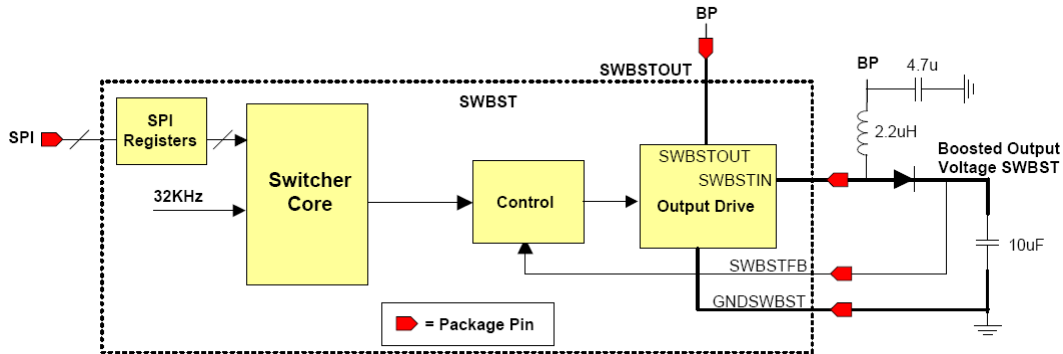 BP
SWBSTOUT
SWBST
BP
4.7u
SPI
SPI
Registers
2.2uH
Boosted Output
Voltage SWBST
SWBSTOUT
SWBSTIN
Switcher
Core
32KHz
Control
Output Drive
10uF
SWBSTFB
GNDSWBST
= Package Pin